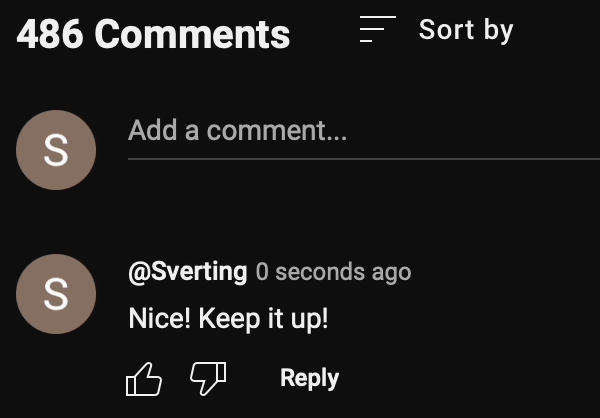 486 Comments
Sort by
S
Add a comment...
S
@Sverting 0 seconds ago
Nice! Keep it up!
Reply